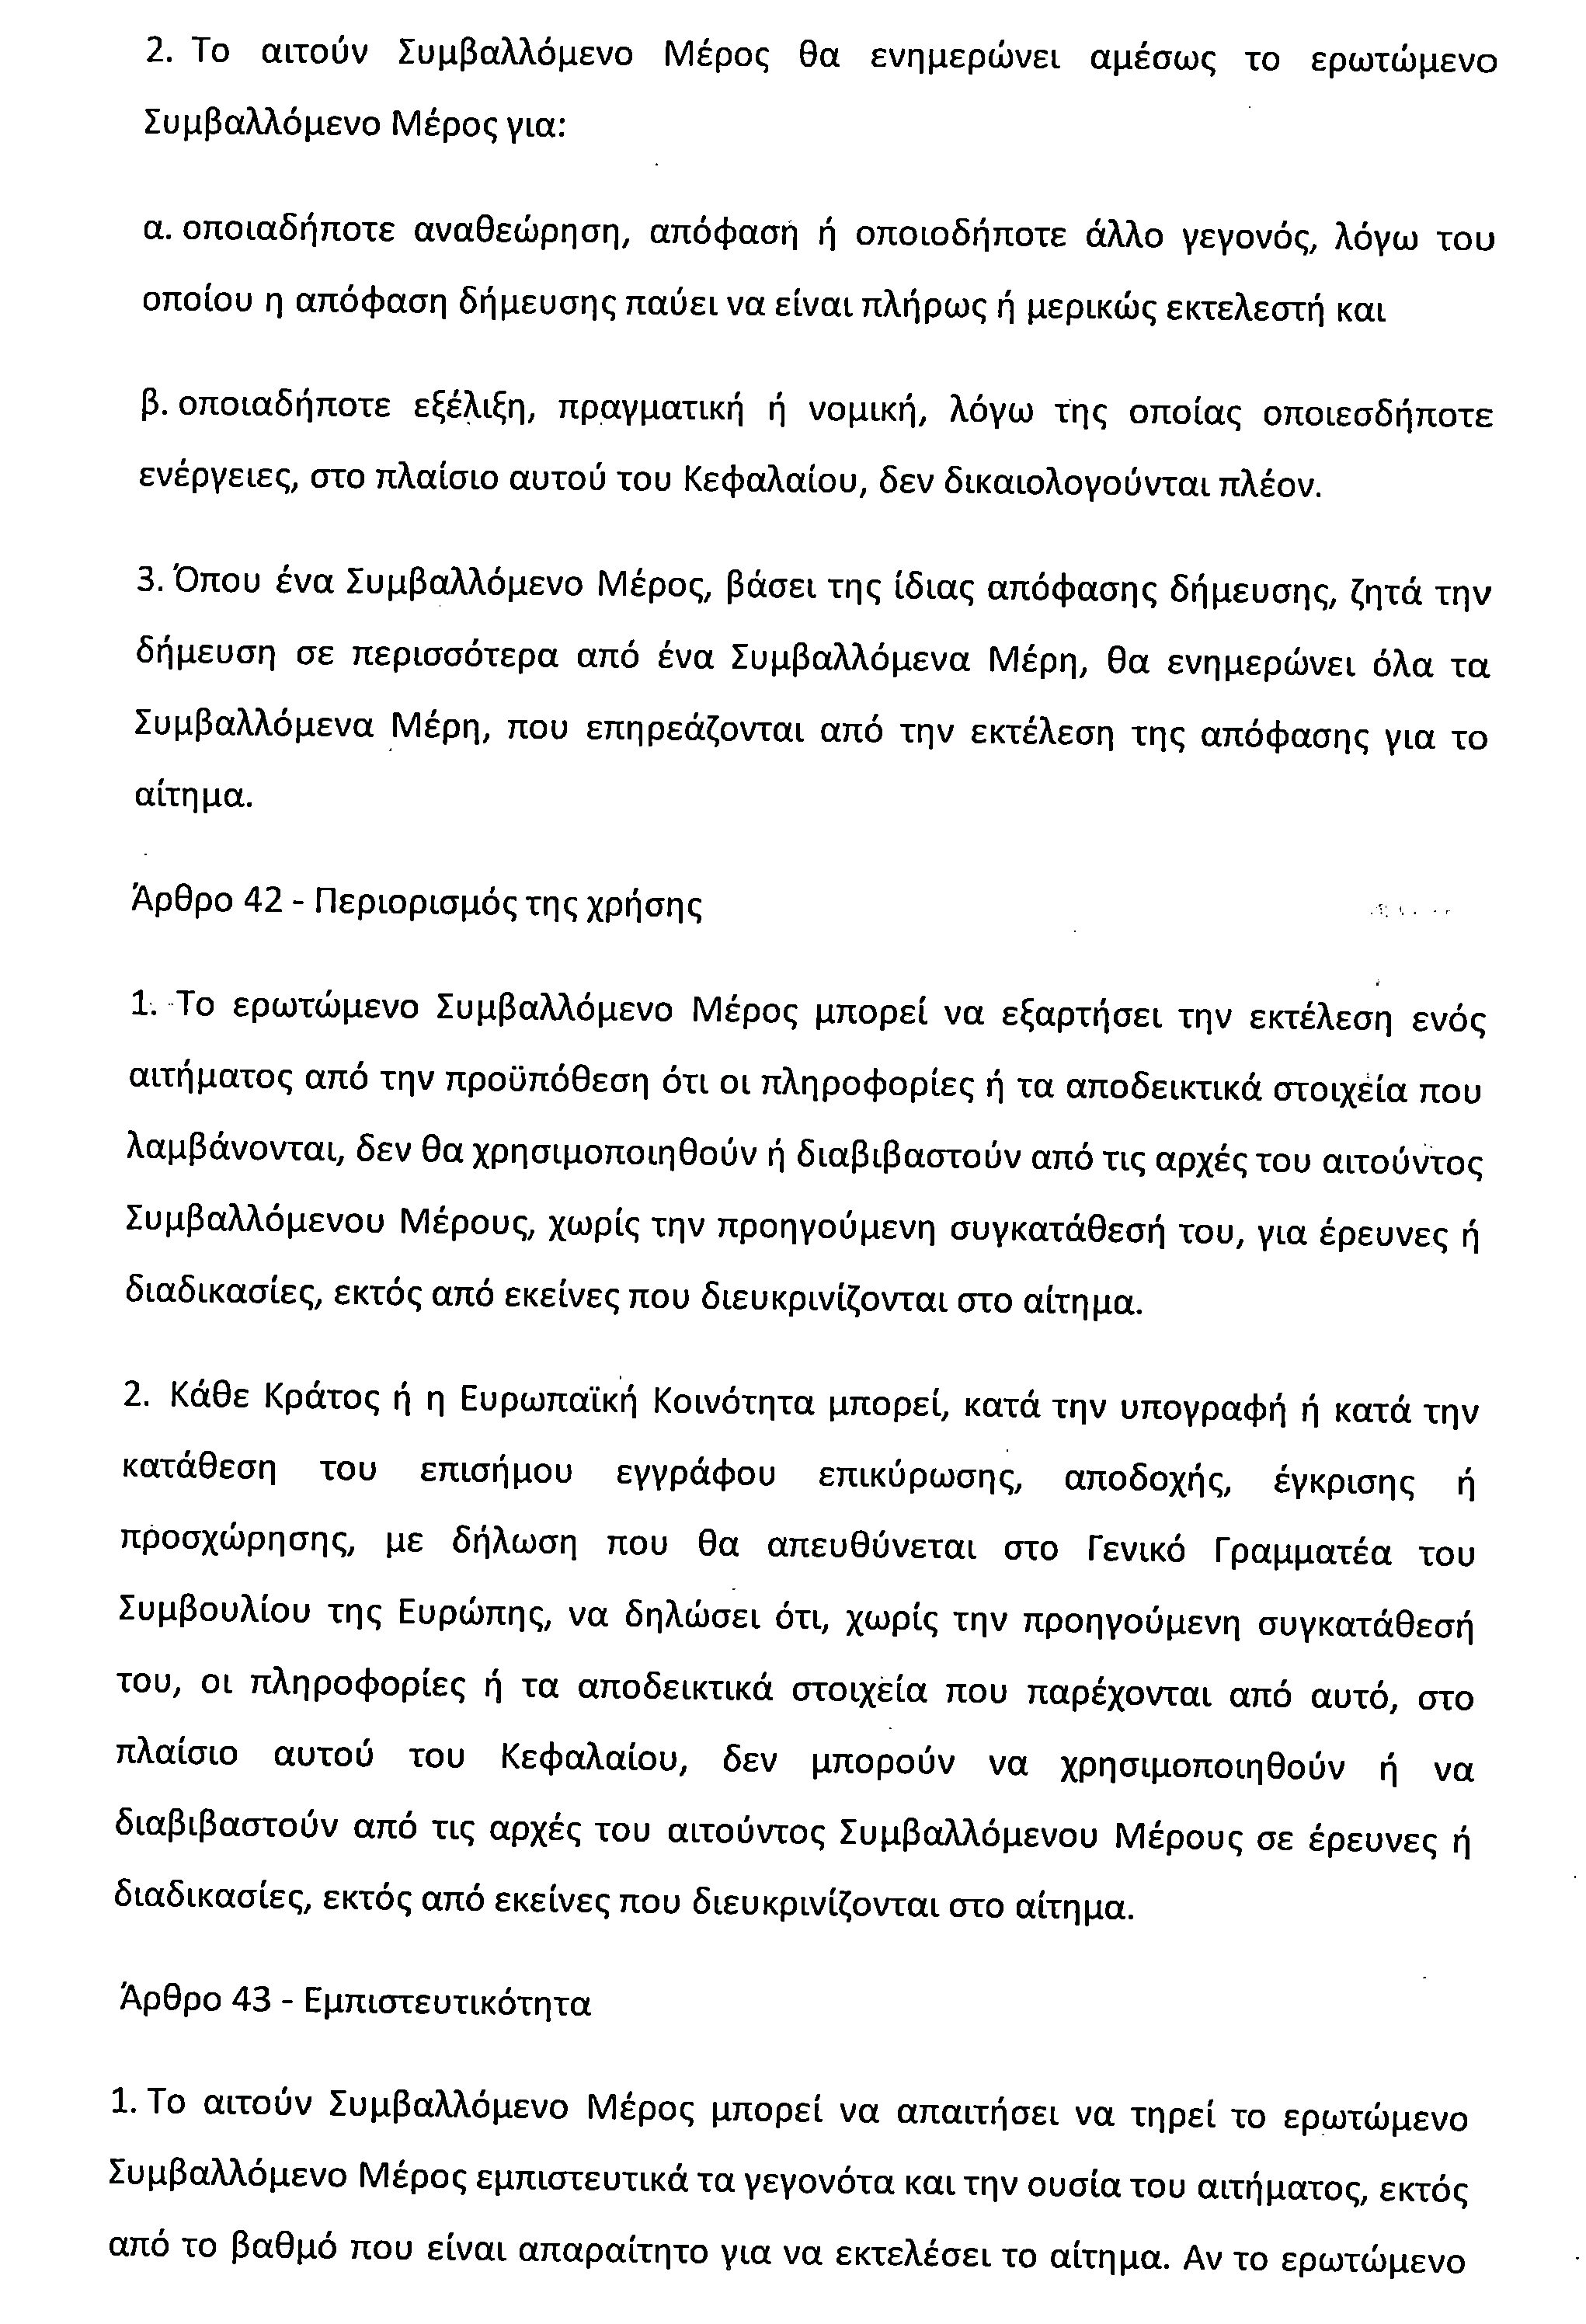 2. Το αιτούν Συμβαλλόμενο Μέρος θα ενημερώνει αμέσως το ερωτώμενο
Συμβαλλόμενο Μέρος για:
α. οποιαδήποτε αναθεώρηση, απόφασή ή οποιοδήποτε άλλο γεγονός, λόγω του
οποίου η απόφαση δήμευσης παύει να είναι πλήρως ή μερικώς εκτελεστή και
β. οποιαδήποτε εξέλιξη, πραγματική ή νομική, λόγω της οποίας οποιεσδήποτε
ενέργειες, στο πλαίσιο αυτού του Κεφαλαίου, δεν δικαιολογούνται πλέον.
3. Όπου ένα Συμβαλλόμενο Μέρος, βάσει της ίδιας απόφασης δήμευσης, ζητά την
δήμευση σε περισσότερα από ένα Συμβαλλόμενα Μέρη, θα ενημερώνει όλα τα
Συμβαλλόμενα Μέρη, που επηρεάζονται από την εκτέλεση της απόφασης για το
αίτημα.
Άρθρο 42 - Περιορισμός της χρήσης
1. Το ερωτώμενο Συμβαλλόμενο Μέρος μπορεί να εξαρτήσει την εκτέλεση ενός
αιτήματος από την προϋπόθεση ότι οι πληροφορίες ή τα αποδεικτικά στοιχεία που
λαμβάνονται, δεν θα χρησιμοποιηθούν ή διαβιβαστούν από τις αρχές του αιτούντος
Συμβαλλόμενου Μέρους, χωρίς την προηγούμενη συγκατάθεσή του, για έρευνες ή
διαδικασίες, εκτός από εκείνες που διευκρινίζονται στο αίτημα.
2. Κάθε Κράτος ή η Ευρωπαϊκή Κοινότητα μπορεί, κατά την υπογραφή ή κατά την
κατάθεση του επισήμου εγγράφου επικύρωσης, αποδοχής, έγκρισης ή
προσχώρησης, με δήλωση που θα απευθύνεται στο Γενικό Γραμματέα του
Συμβουλίου της Ευρώπης, να δηλώσει ότι, χωρίς την προηγούμενη συγκατάθεσή
του, οι πληροφορίες ή τα αποδεικτικά στοιχεία που παρέχονται από αυτό, στο
πλαίσιο αυτού του Κεφαλαίου, δεν μπορούν να χρησιμοποιηθούν ή να
διαβιβαστούν από τις αρχές του αιτούντος Συμβαλλόμενου Μέρους σε έρευνες ή
διαδικασίες, εκτός από εκείνες που διευκρινίζονται στο αίτημα.
Άρθρο 43 - Εμπιστευτικότητα
1. Το αιτούν Συμβαλλόμενο Μέρος μπορεί να απαιτήσει να τηρεί το ερωτώμενο
Συμβαλλόμενο Μέρος εμπιστευτικά τα γεγονότα και την ουσία του αιτήματος, εκτός
από το βαθμό που είναι απαραίτητο για να εκτελέσει το αίτημα. Αν το ερωτώμενο